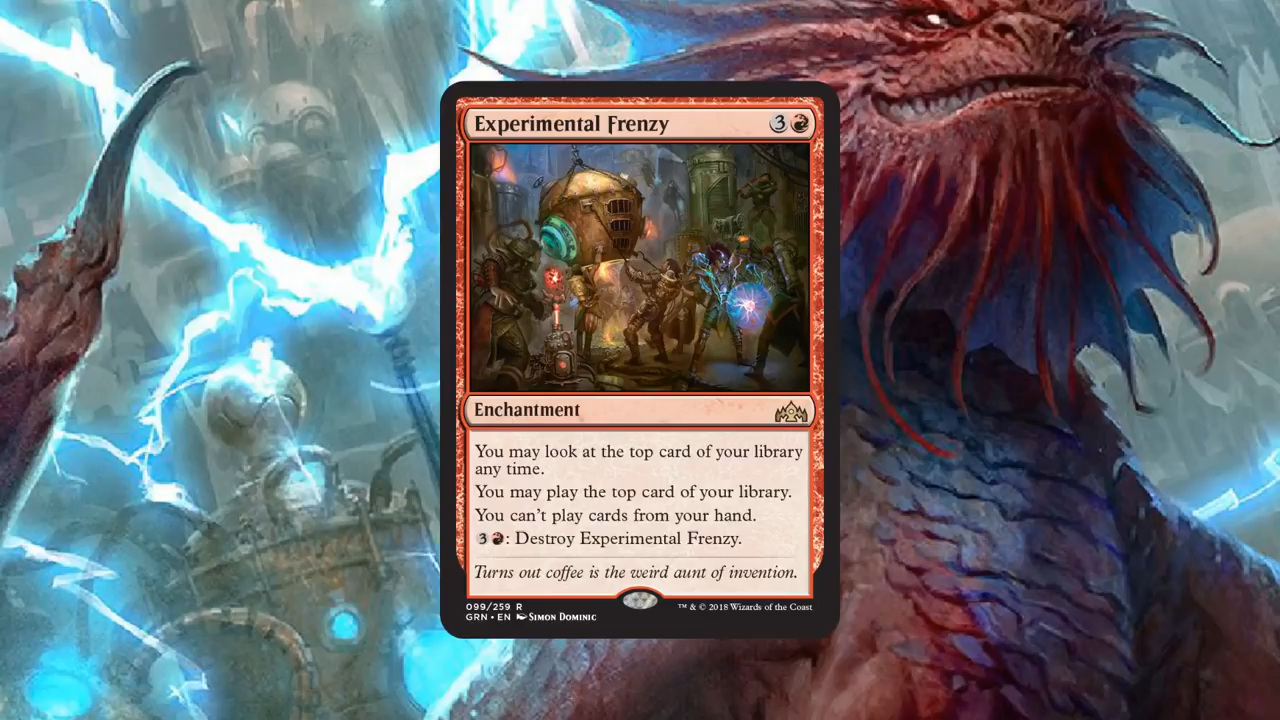 Experimental Frenzy 3
Enchantment
You may look at the top card of your library
any time.
You may play the top card of your library.
You can't play cards from your hand.
3 : Destroy Experimental Frenzy.
Turns out coffee is the weird aunt of invention.
099/259 R ™ & © 2018 Wizards of the Coast
GRN • EN Simon Dominic